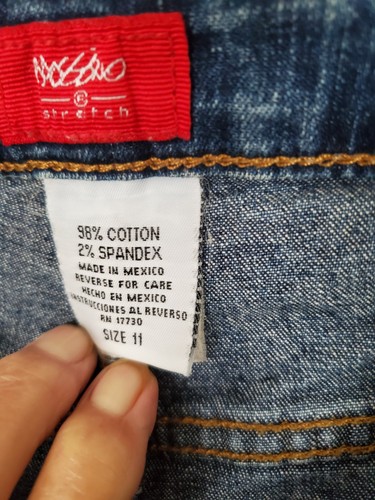 MOSSIMO
®
stretch
98% COTTON
2% SPANDEX
MADE IN MEXICO
REVERSE FOR CARE
HECHO EN MEXICO
INSTRUCCIONES AL REVERSO
RN 17730
SIZE 11